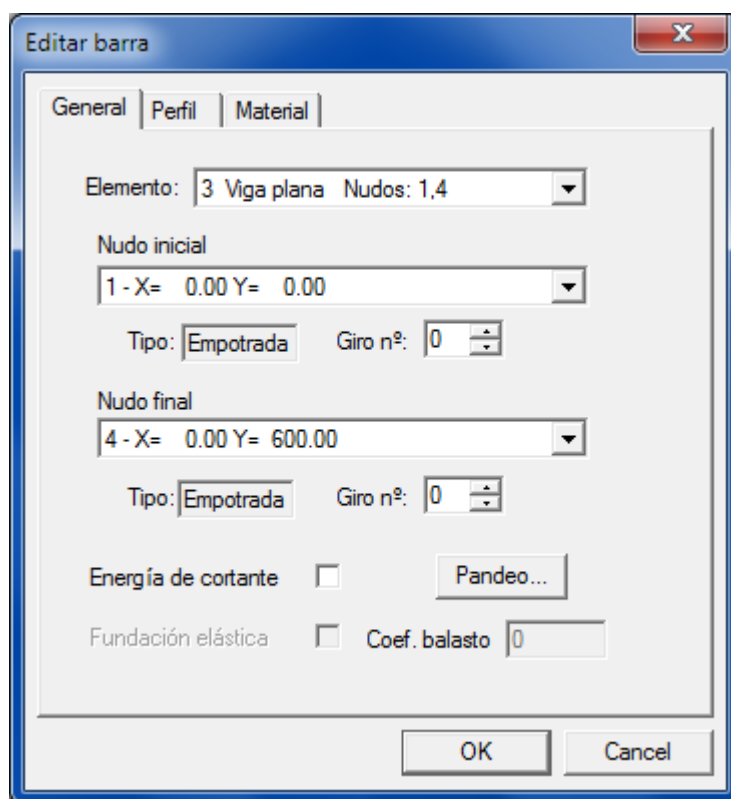 Editar barra
General Perfil Material
Elemento: 3 Viga plana Nudos: 1,4
Nudo inicial
1 - X= 0.00 Y= 0.00
Tipo: Empotrada Giro nº: 0
Nudo final
4 - X= 0.00 Y= 600.00
Tipo: Empotrada Giro nº: 0
Energía de cortante Pandeo...
Fundación elástica Coef. balasto 0
OK Cancel